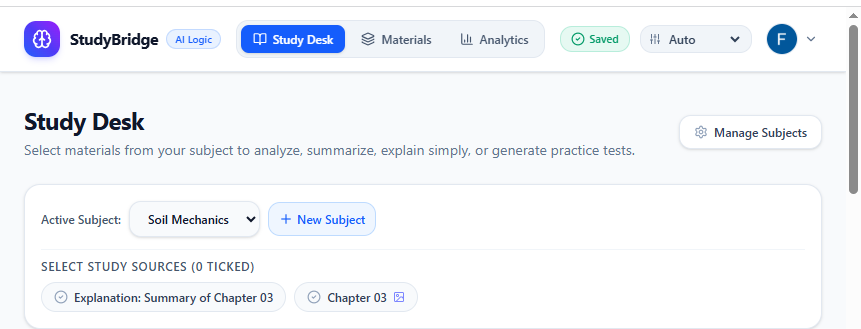 StudyBridge AI Logic Study Desk Materials Analytics Saved Auto F
Study Desk
Manage Subjects
Select materials from your subject to analyze, summarize, explain simply, or generate practice tests.
Active Subject: Soil Mechanics + New Subject
SELECT STUDY SOURCES (0 TICKED)
Explanation: Summary of Chapter 03 Chapter 03